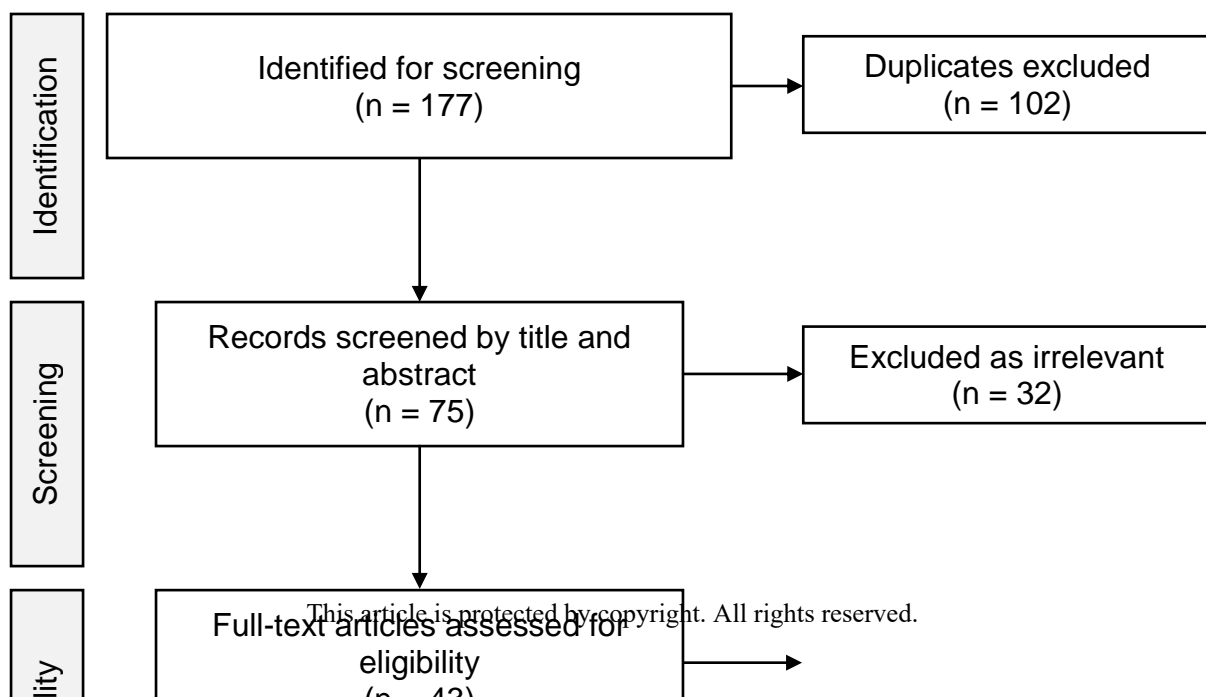 Identification
Identified for screening
(n = 177)
Duplicates excluded
(n = 102)
Screening
Records screened by title and
abstract
(n = 75)
Excluded as irrelevant
(n = 32)
Full-text articles assessed for
eligibility
This article is protected by copyright. All rights reserved.